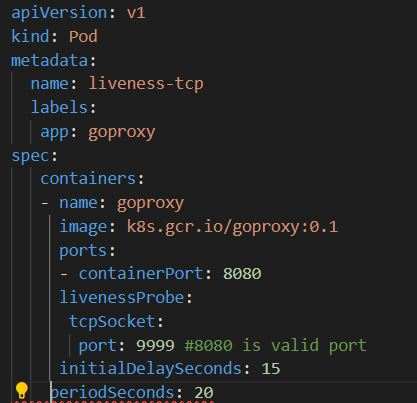 apiVersion: v1
kind: Pod
metadata:
  name: liveness-tcp
  labels:
    app: goproxy
spec:
   containers:
   - name: goproxy
     image: k8s.gcr.io/goproxy:0.1
     ports:
     - containerPort: 8080
     livenessProbe:
      tcpSocket:
       port: 9999 #8080 is valid port
     initialDelaySeconds: 15
    periodSeconds: 20